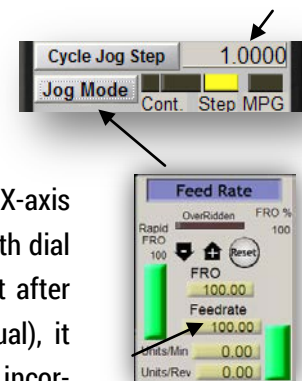 Cycle Jog Step 1.0000
Jog Mode
Cont. Step MPG
X-axis
th dial
t after
ual), it
incor-
Feed Rate
OverRidden FRO %
Rapid 100
FRO
100 Reset
FRO
100.00
Feedrate
100.00
Units/Min 0.00
Units/Rev 0.00